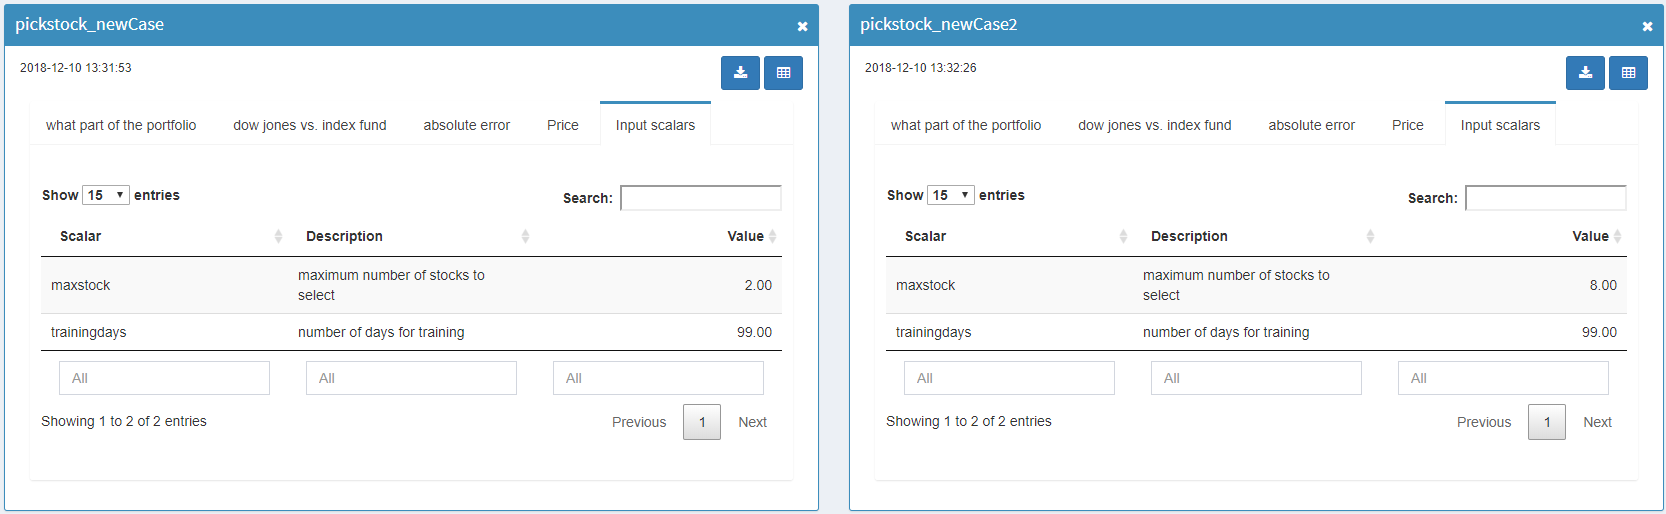 pickstock_newCase
2018-12-10 13:31:53
what part of the portfolio dow jones vs. index fund absolute error Price Input scalars
Show 15 entries Search:
Scalar Description Value
maxstock maximum number of stocks to select 2.00
trainingdays number of days for training 99.00
All All All
Showing 1 to 2 of 2 entries Previous 1 Next
pickstock_newCase2
2018-12-10 13:32:26
what part of the portfolio dow jones vs. index fund absolute error Price Input scalars
Show 15 entries Search:
Scalar Description Value
maxstock maximum number of stocks to select 8.00
trainingdays number of days for training 99.00
All All All
Showing 1 to 2 of 2 entries Previous 1 Next